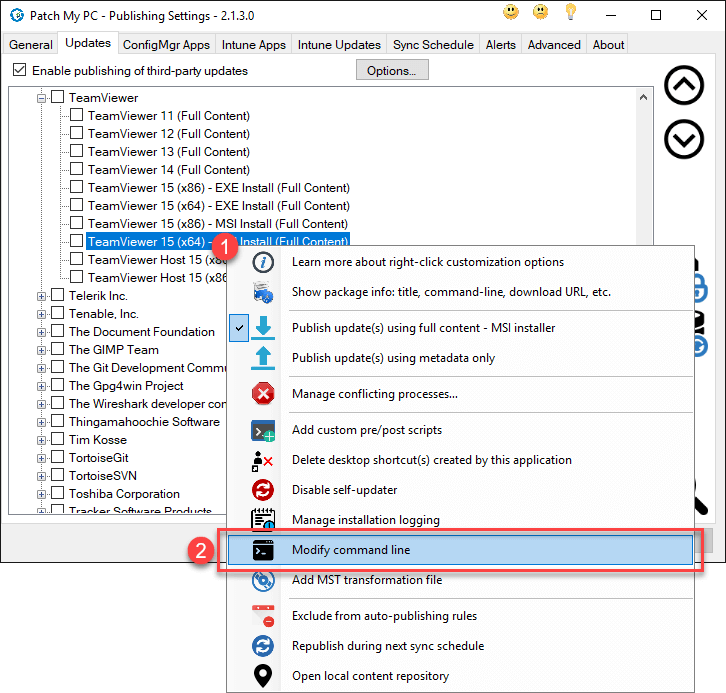 Patch My PC - Publishing Settings - 2.1.3.0
General Updates ConfigMgr Apps Intune Apps Intune Updates Sync Schedule Alerts Advanced About
Enable publishing of third-party updates Options...
TeamViewer
TeamViewer 11 (Full Content)
TeamViewer 12 (Full Content)
TeamViewer 13 (Full Content)
TeamViewer 14 (Full Content)
TeamViewer 15 (x86) - EXE Install (Full Content)
TeamViewer 15 (x64) - EXE Install (Full Content)
TeamViewer 15 (x86) - MSI Install (Full Content)
TeamViewer 15 (x64) - Install (Full Content)
1
TeamViewer Host 15 (x86
TeamViewer Host 15 (x86
Telerik Inc.
Tenable, Inc.
The Document Foundation
The GIMP Team
The Git Development Commu
The Gpg4win Project
The Wireshark developer com
Thingamahoochie Software
Tim Kosse
TortoiseGit
TortoiseSVN
Toshiba Corporation
Tracker Software Products
Learn more about right-click customization options
Show package info: title, command-line, download URL, etc.
Publish update(s) using full content - MSI installer
Publish update(s) using metadata only
Manage conflicting processes...
Add custom pre/post scripts
Delete desktop shortcut(s) created by this application
Disable self-updater
Manage installation logging
2 Modify command line
Add MST transformation file
Exclude from auto-publishing rules
Republish during next sync schedule
Open local content repository